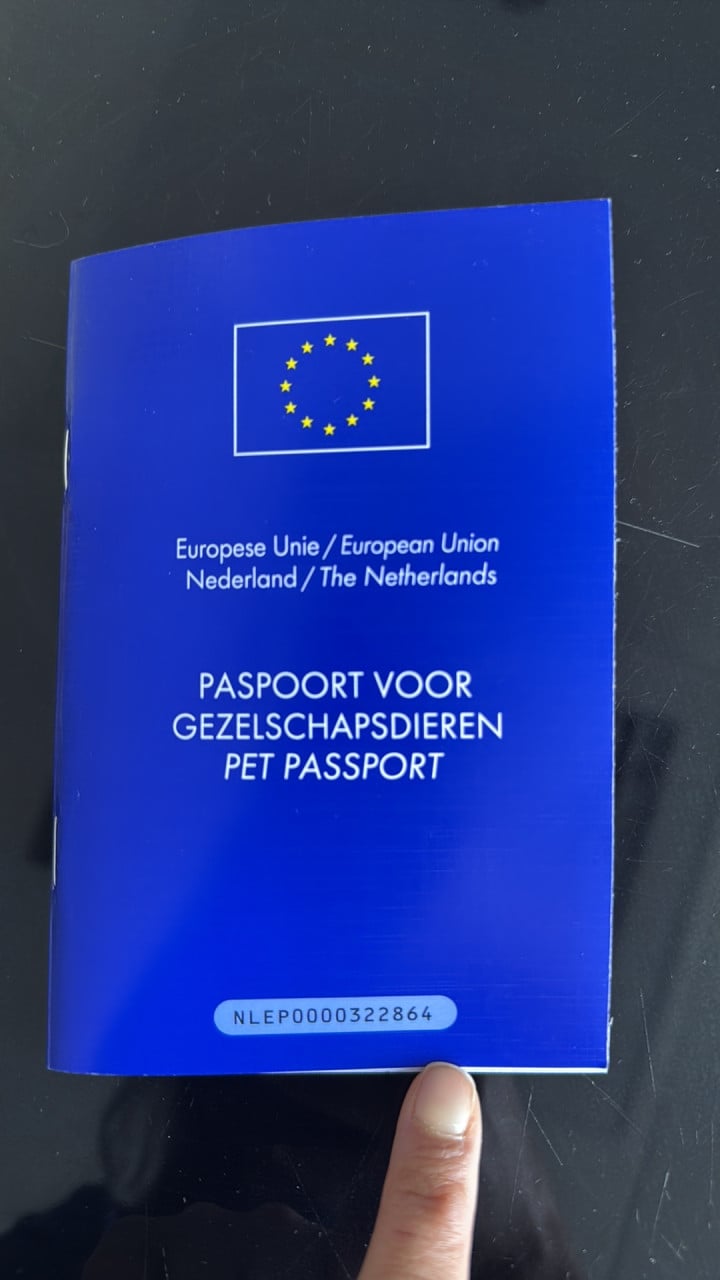 Europese Unie / European Union
Nederland / The Netherlands
PASPOORT VOOR
GEZELSCHAPSDIEREN
PET PASSPORT
NLEP0000322864